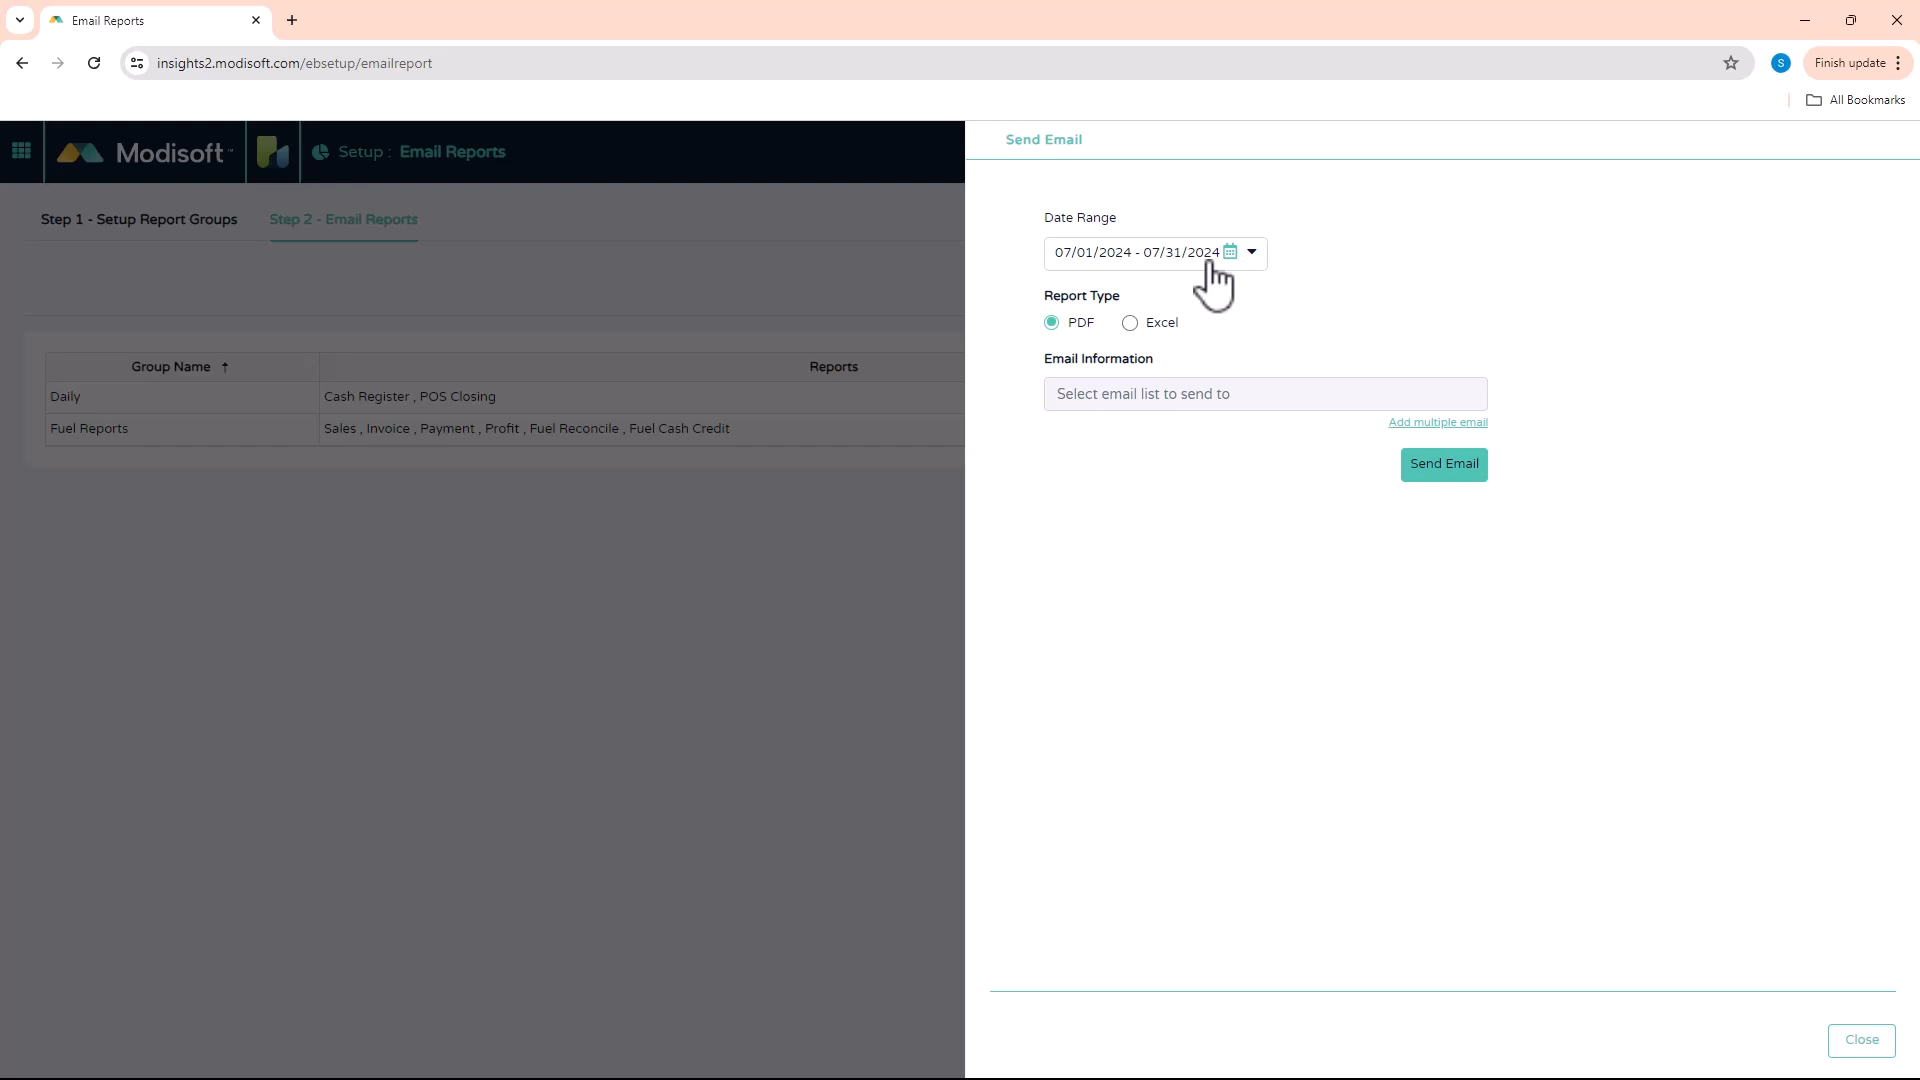 Email Reports
insights2.modisoft.com/ebsetup/emailreport
S
Finish update
All Bookmarks
Modisoft™
Setup : Email Reports
Send Email
Step 1 - Setup Report Groups
Step 2 - Email Reports
Date Range
07/01/2024 - 07/31/2024
Report Type
PDF
Excel
Email Information
Select email list to send to
Add multiple email
Send Email
Group Name ↑
Reports
Daily
Cash Register , POS Closing
Fuel Reports
Sales , Invoice , Payment , Profit , Fuel Reconcile , Fuel Cash Credit
Close